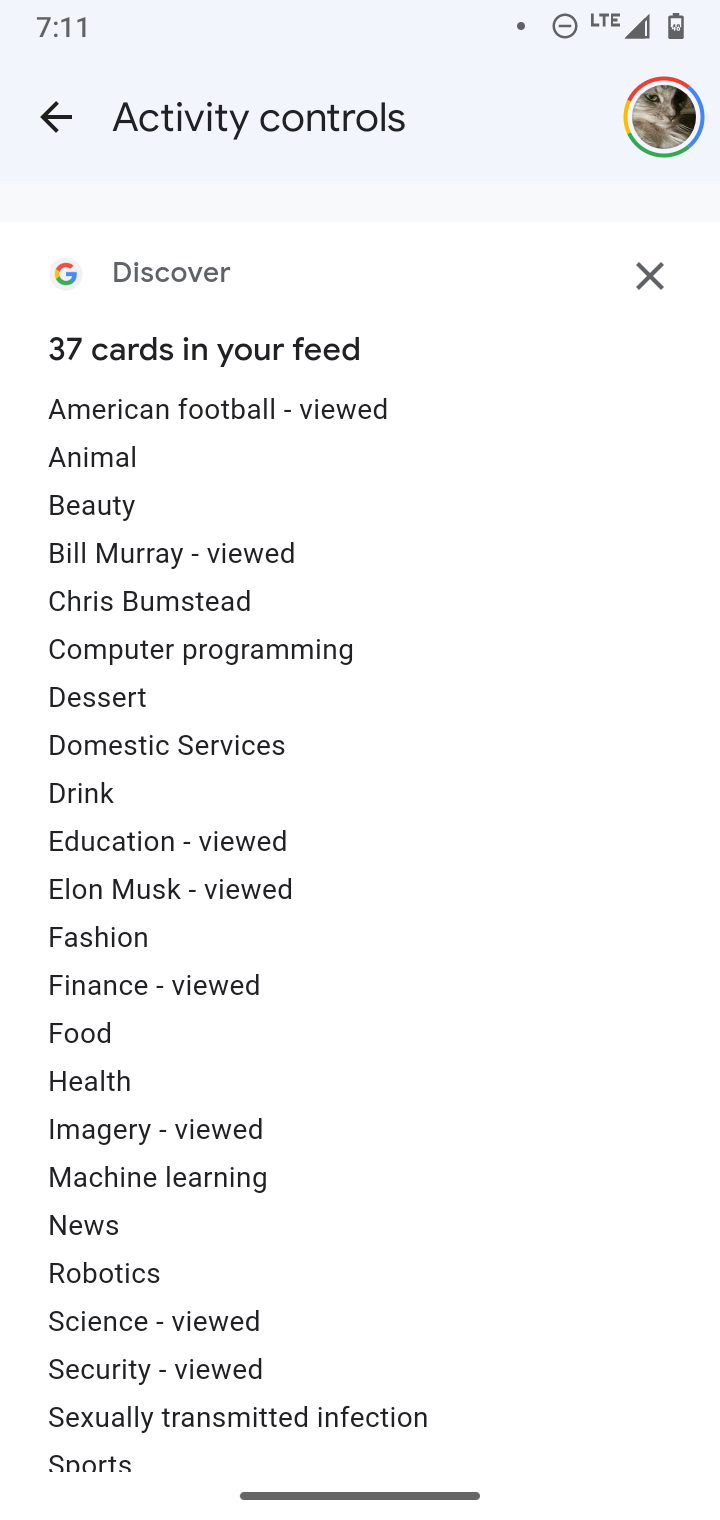 7:11
LTE
Activity controls
Discover
37 cards in your feed
American football - viewed
Animal
Beauty
Bill Murray - viewed
Chris Bumstead
Computer programming
Dessert
Domestic Services
Drink
Education - viewed
Elon Musk - viewed
Fashion
Finance - viewed
Food
Health
Imagery - viewed
Machine learning
News
Robotics
Science - viewed
Security - viewed
Sexually transmitted infection
Sports